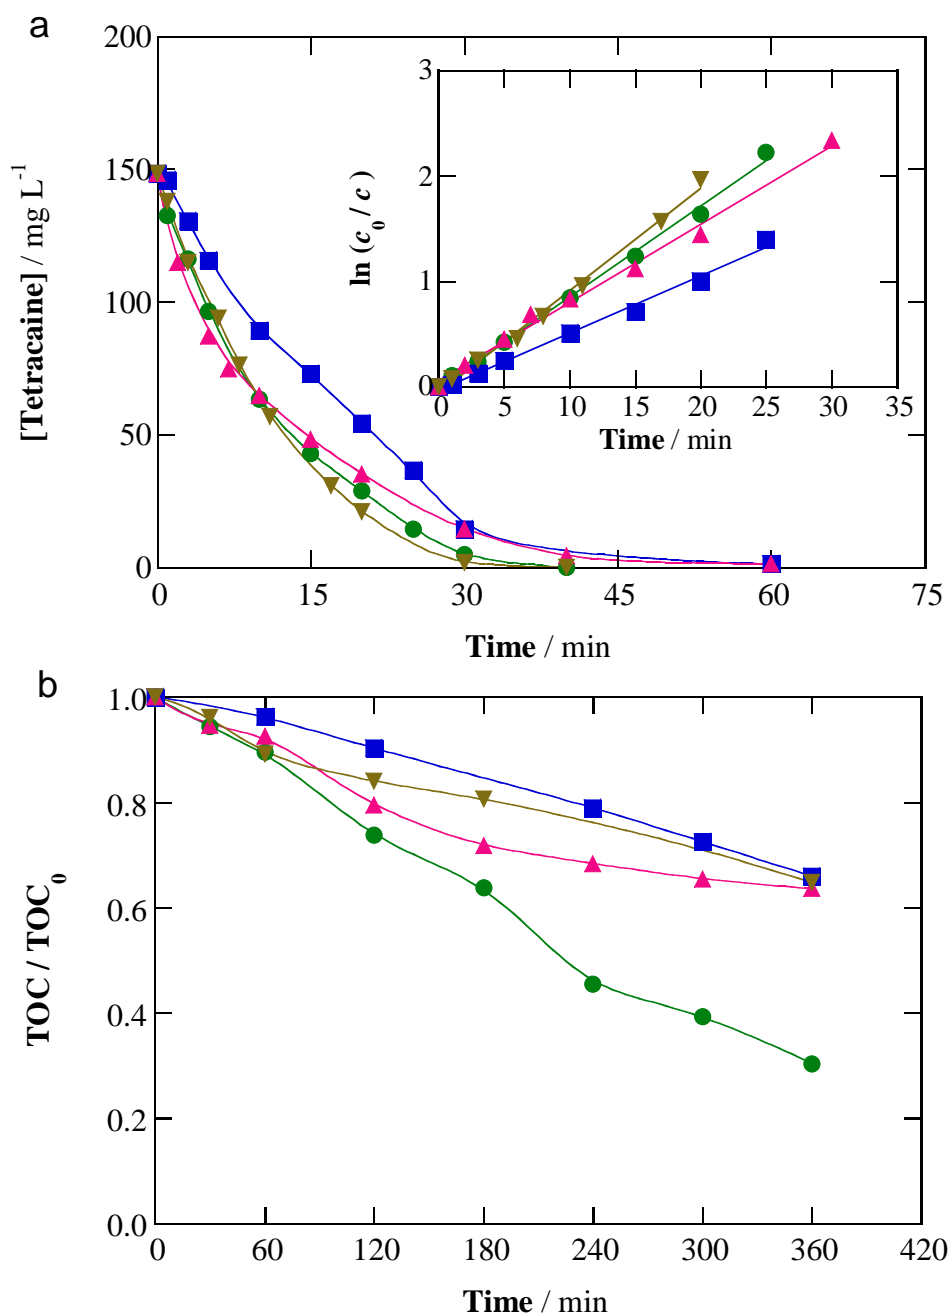 a
200
150
100
50
0
[Tetracaine] / mg L⁻¹
0 15 30 45 60 75
Time / min
3
2
1
0
ln (c₀ / c)
0 5 10 15 20 25 30 35
Time / min
b
1.0
0.8
0.6
0.4
0.2
0.0
TOC / TOC₀
0 60 120 180 240 300 360 420
Time / min